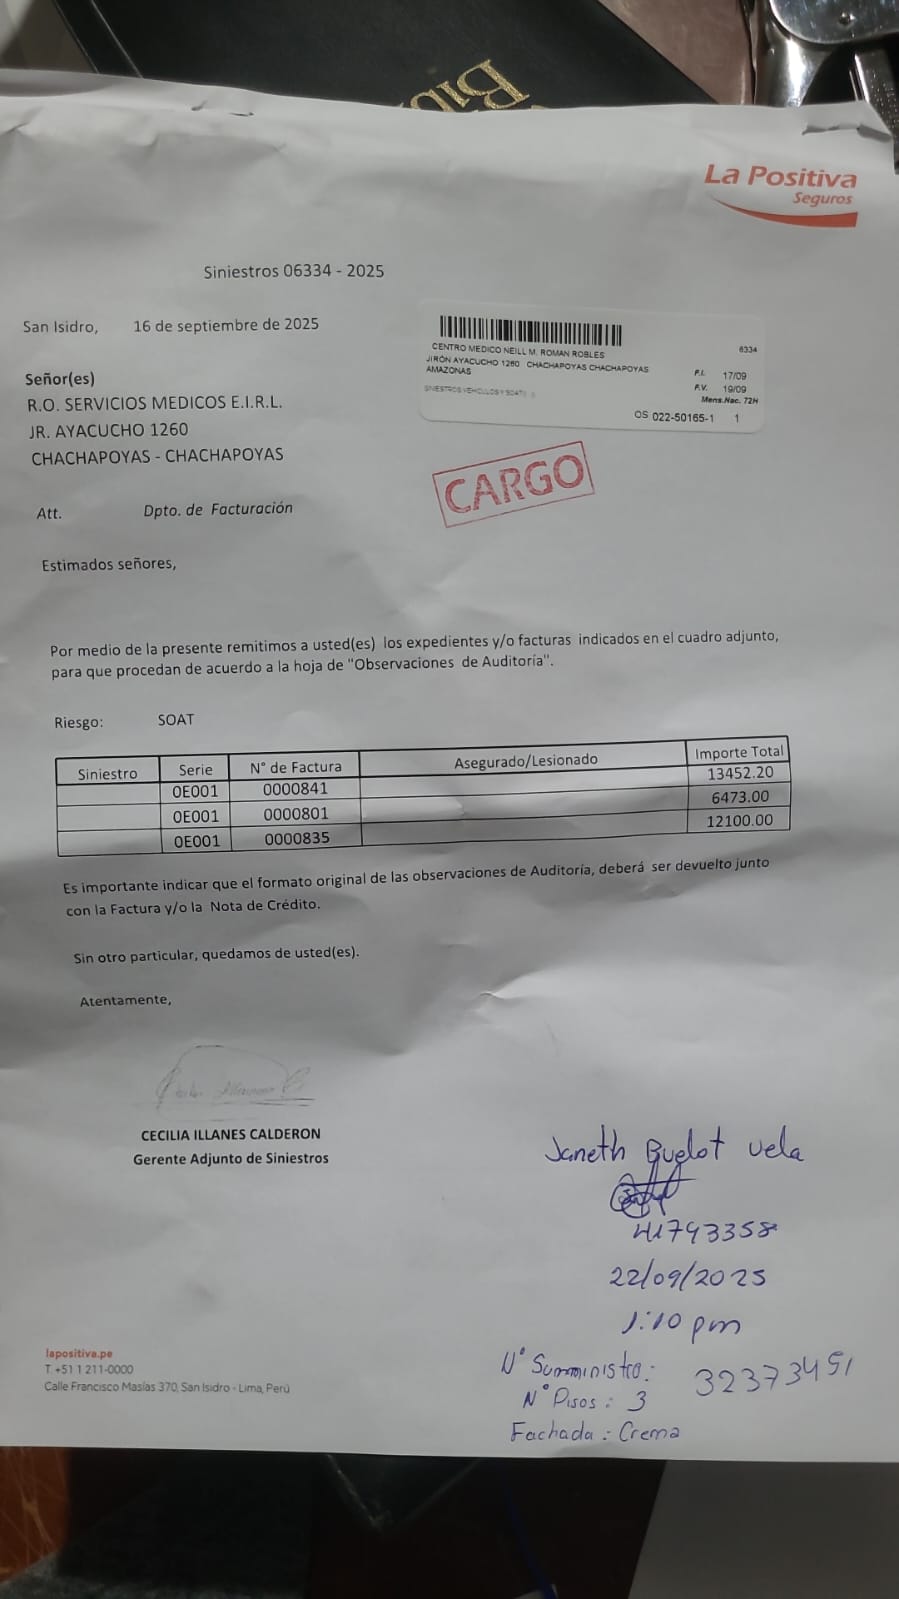 Bib
La Positiva
Seguros
Siniestros 06334 - 2025
San Isidro, 16 de septiembre de 2025
CENTRO MEDICO NEILL M. ROMAN ROBLES 6334
JIRÓN AYACUCHO 1260 CHACHAPOYAS CHACHAPOYAS
AMAZONAS
P.I. 17/09
P.V. 19/09
Mens.Nac. 72H
SINIESTROS VEHICULOS Y SOAT
OS 022-50165-1 1
Señor(es)
R.O. SERVICIOS MEDICOS E.I.R.L.
JR. AYACUCHO 1260
CHACHAPOYAS - CHACHAPOYAS
CARGO
Att. Dpto. de Facturación
Estimados señores,
Por medio de la presente remitimos a usted(es) los expedientes y/o facturas indicados en el cuadro adjunto,
para que procedan de acuerdo a la hoja de "Observaciones de Auditoría".
Riesgo: SOAT
Siniestro Serie N° de Factura Asegurado/Lesionado Importe Total
0E001 0000841 13452.20
0E001 0000801 6473.00
0E001 0000835 12100.00
Es importante indicar que el formato original de las observaciones de Auditoría, deberá ser devuelto junto
con la Factura y/o la Nota de Crédito.
Sin otro particular, quedamos de usted(es).
Atentamente,
CECILIA ILLANES CALDERON
Gerente Adjunto de Siniestros
Janeth Buelot Vela
41743358
22/09/2025
1:10 pm
N° Sumministro: 32373451
N° Pisos: 3
Fachada: Crema
lapositiva.pe
T. +51 1 211-0000
Calle Francisco Masías 370, San Isidro - Lima, Perú